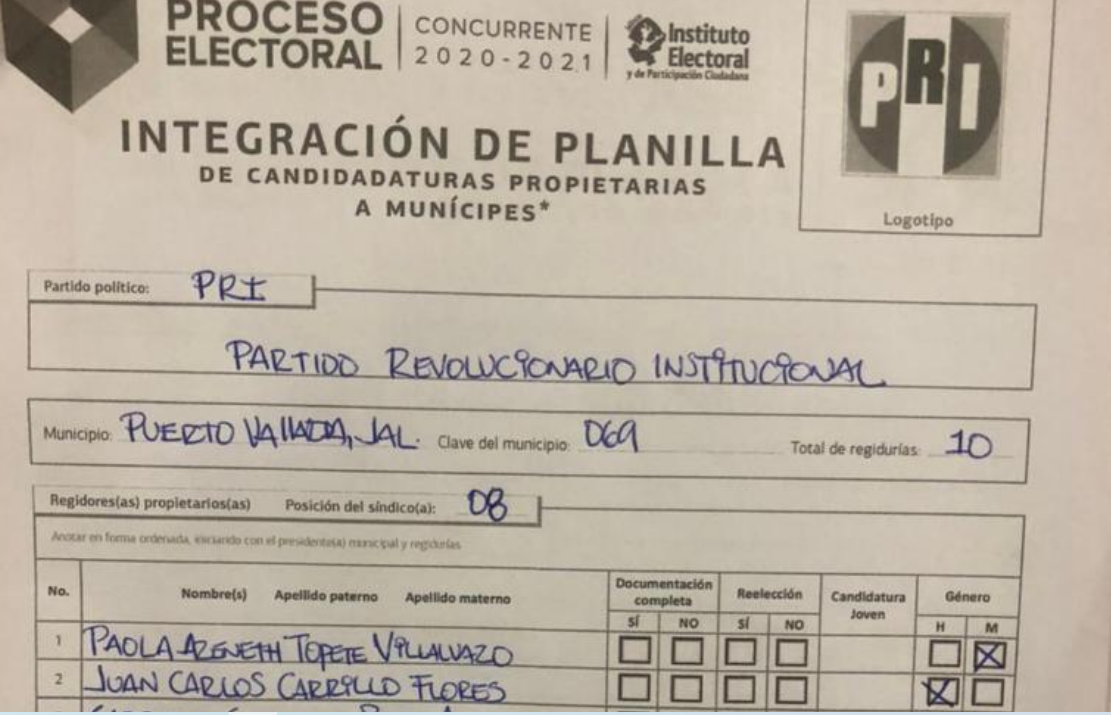 PROCESO ELECTORAL
CONCURRENTE 2020-2021
Instituto Electoral
y de Participación Ciudadana
PRI
Logotipo
INTEGRACIÓN DE PLANILLA
DE CANDIDADATURAS PROPIETARIAS
A MUNÍCIPES*
Partido político: PRI
PARTIDO REVOLUCIONARIO INSTITUCIONAL
Municipio: PUERTO VALLARTA, JAL. Clave del municipio: 069 Total de regidurías: 10
Regidores(as) propietarios(as) Posición del síndico(a): 08
Anotar en forma ordenada, iniciando con el presidente(a) municipal y regidurías
No. Nombre(s) Apellido paterno Apellido materno Documentación completa Reelección Candidatura Joven Género
SÍ NO SÍ NO H M
1 PAOLA AZENETH TOPETE VILLALVAZO
2 JUAN CARLOS CARRILLO FLORES